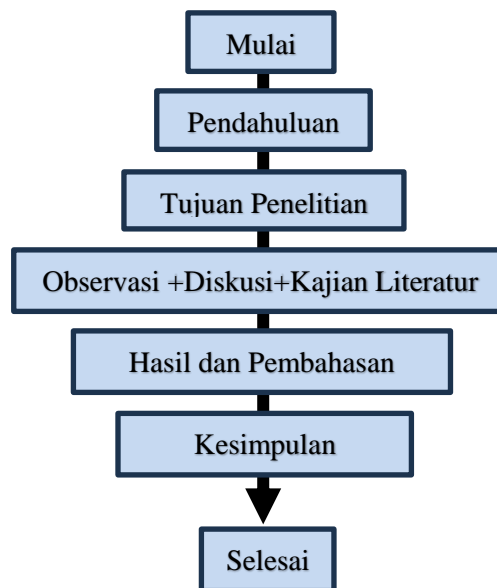 Mulai
Pendahuluan
Tujuan Penelitian
Observasi +Diskusi+Kajian Literatur
Hasil dan Pembahasan
Kesimpulan
Selesai